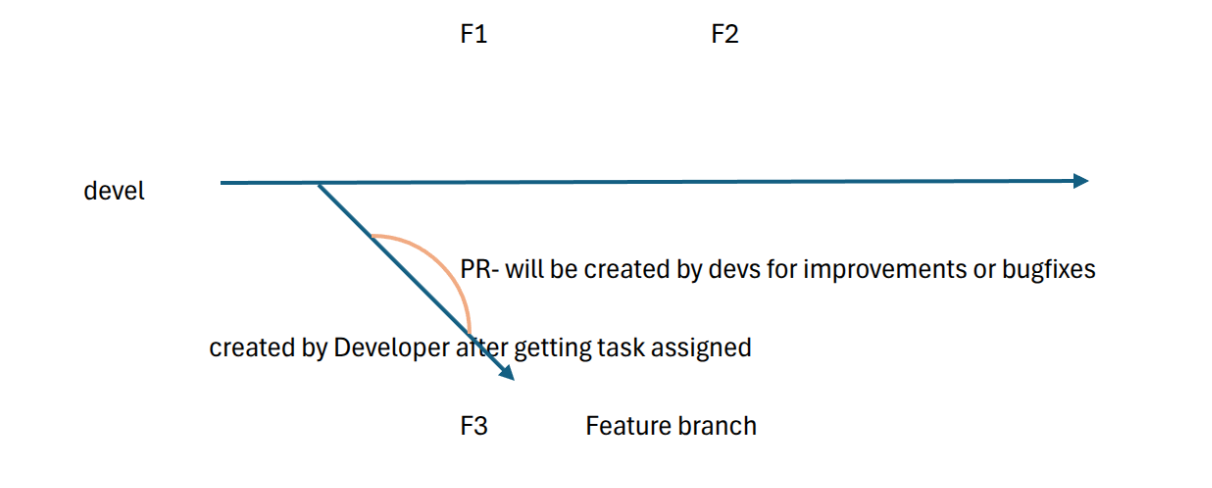 F1 F2
devel
PR- will be created by devs for improvements or bugfixes
created by Developer after getting task assigned
F3 Feature branch